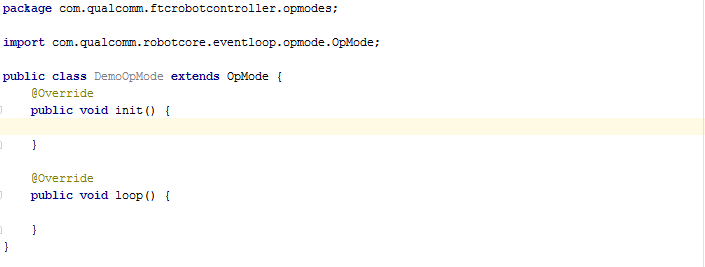 package com.qualcomm.ftcrobotcontroller.opmodes;
import com.qualcomm.robotcore.eventloop.opmode.OpMode;
public class DemoOpMode extends OpMode {
    @Override
    public void init() {
    }
    @Override
    public void loop() {
    }
}